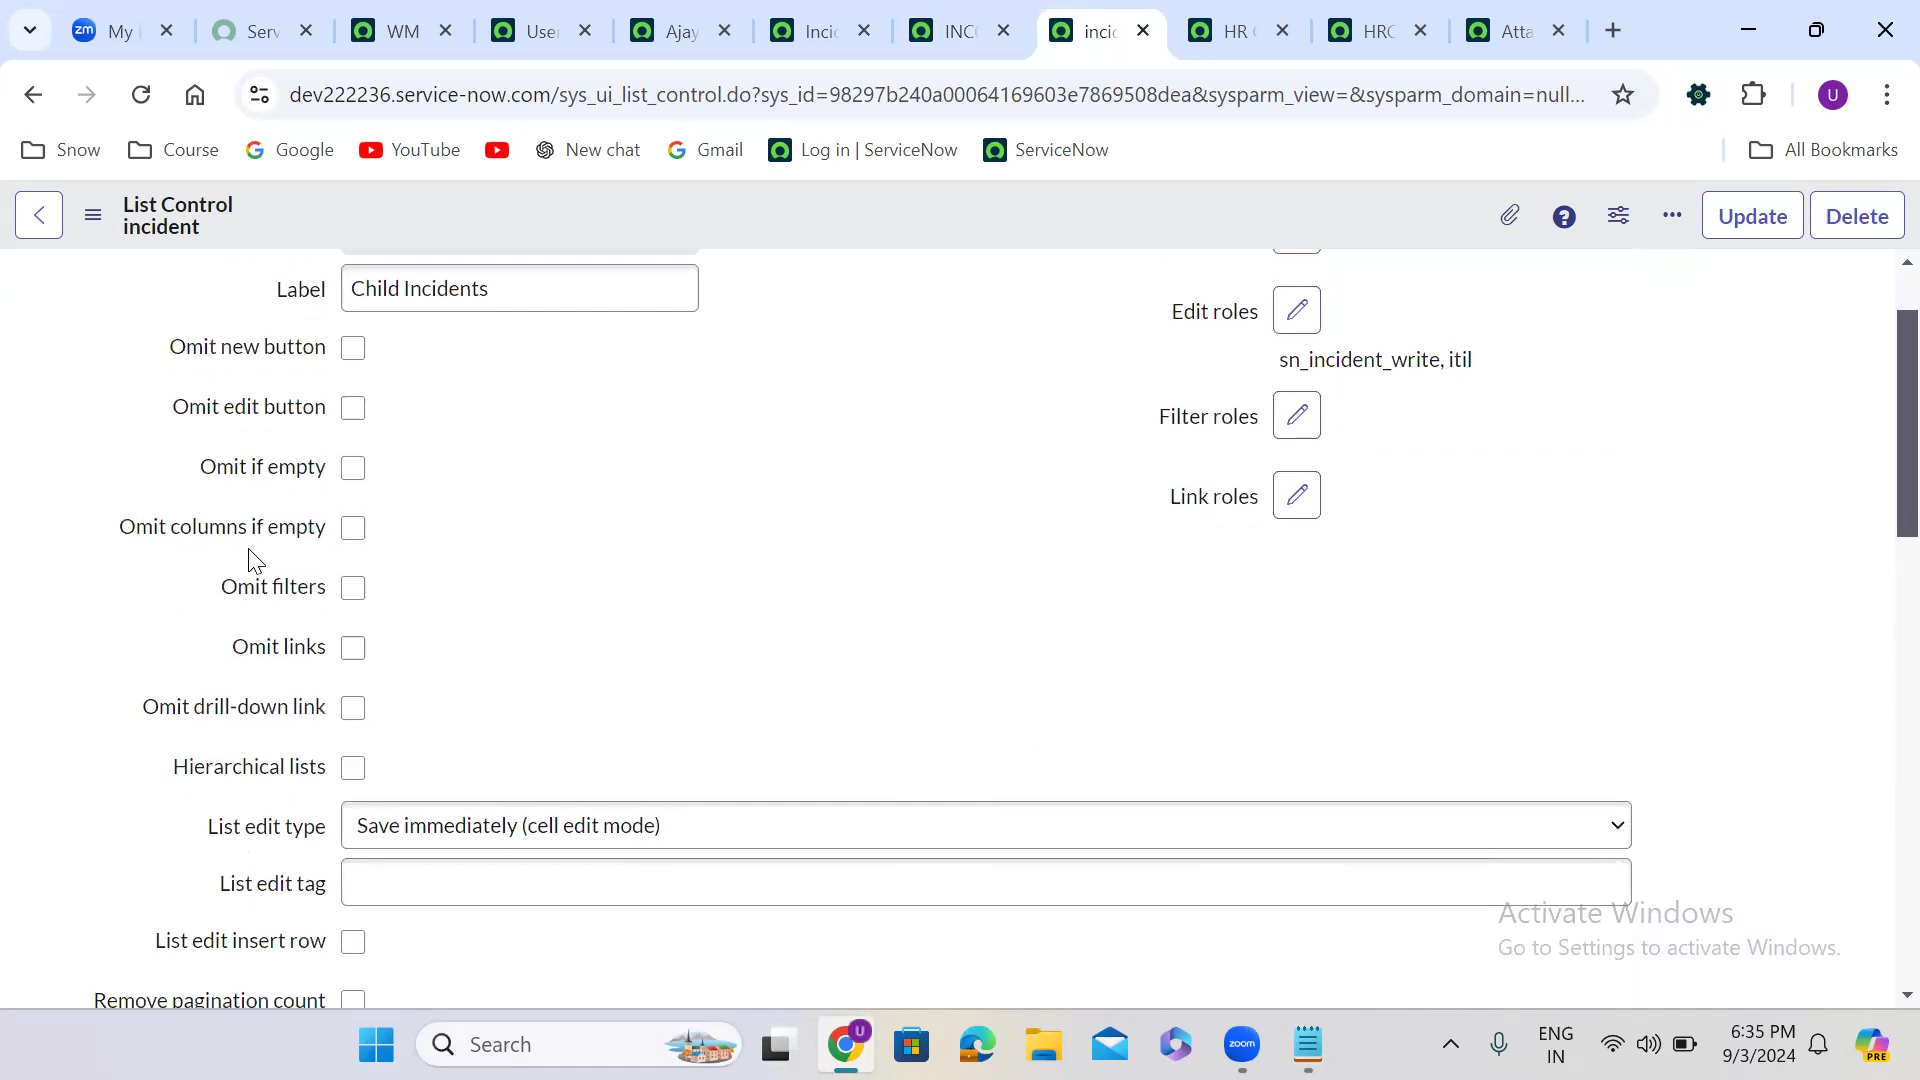 zm My
Serv
WM
User
Ajay
Incid
INC
incid
HR
HRC
Atta
dev222236.service-now.com/sys_ui_list_control.do?sys_id=98297b240a00064169603e7869508dea&sysparm_view=&sysparm_domain=null...
U
Snow
Course
Google
YouTube
New chat
Gmail
Log in | ServiceNow
ServiceNow
All Bookmarks
List Control
incident
Update
Delete
Label
Child Incidents
Omit new button
Omit edit button
Omit if empty
Omit columns if empty
Omit filters
Omit links
Omit drill-down link
Hierarchical lists
List edit type
Save immediately (cell edit mode)
List edit tag
List edit insert row
Remove pagination count
Edit roles
sn_incident_write, itil
Filter roles
Link roles
Activate Windows
Go to Settings to activate Windows.
Search
U
zoom
ENG
IN
6:35 PM
9/3/2024
PRE